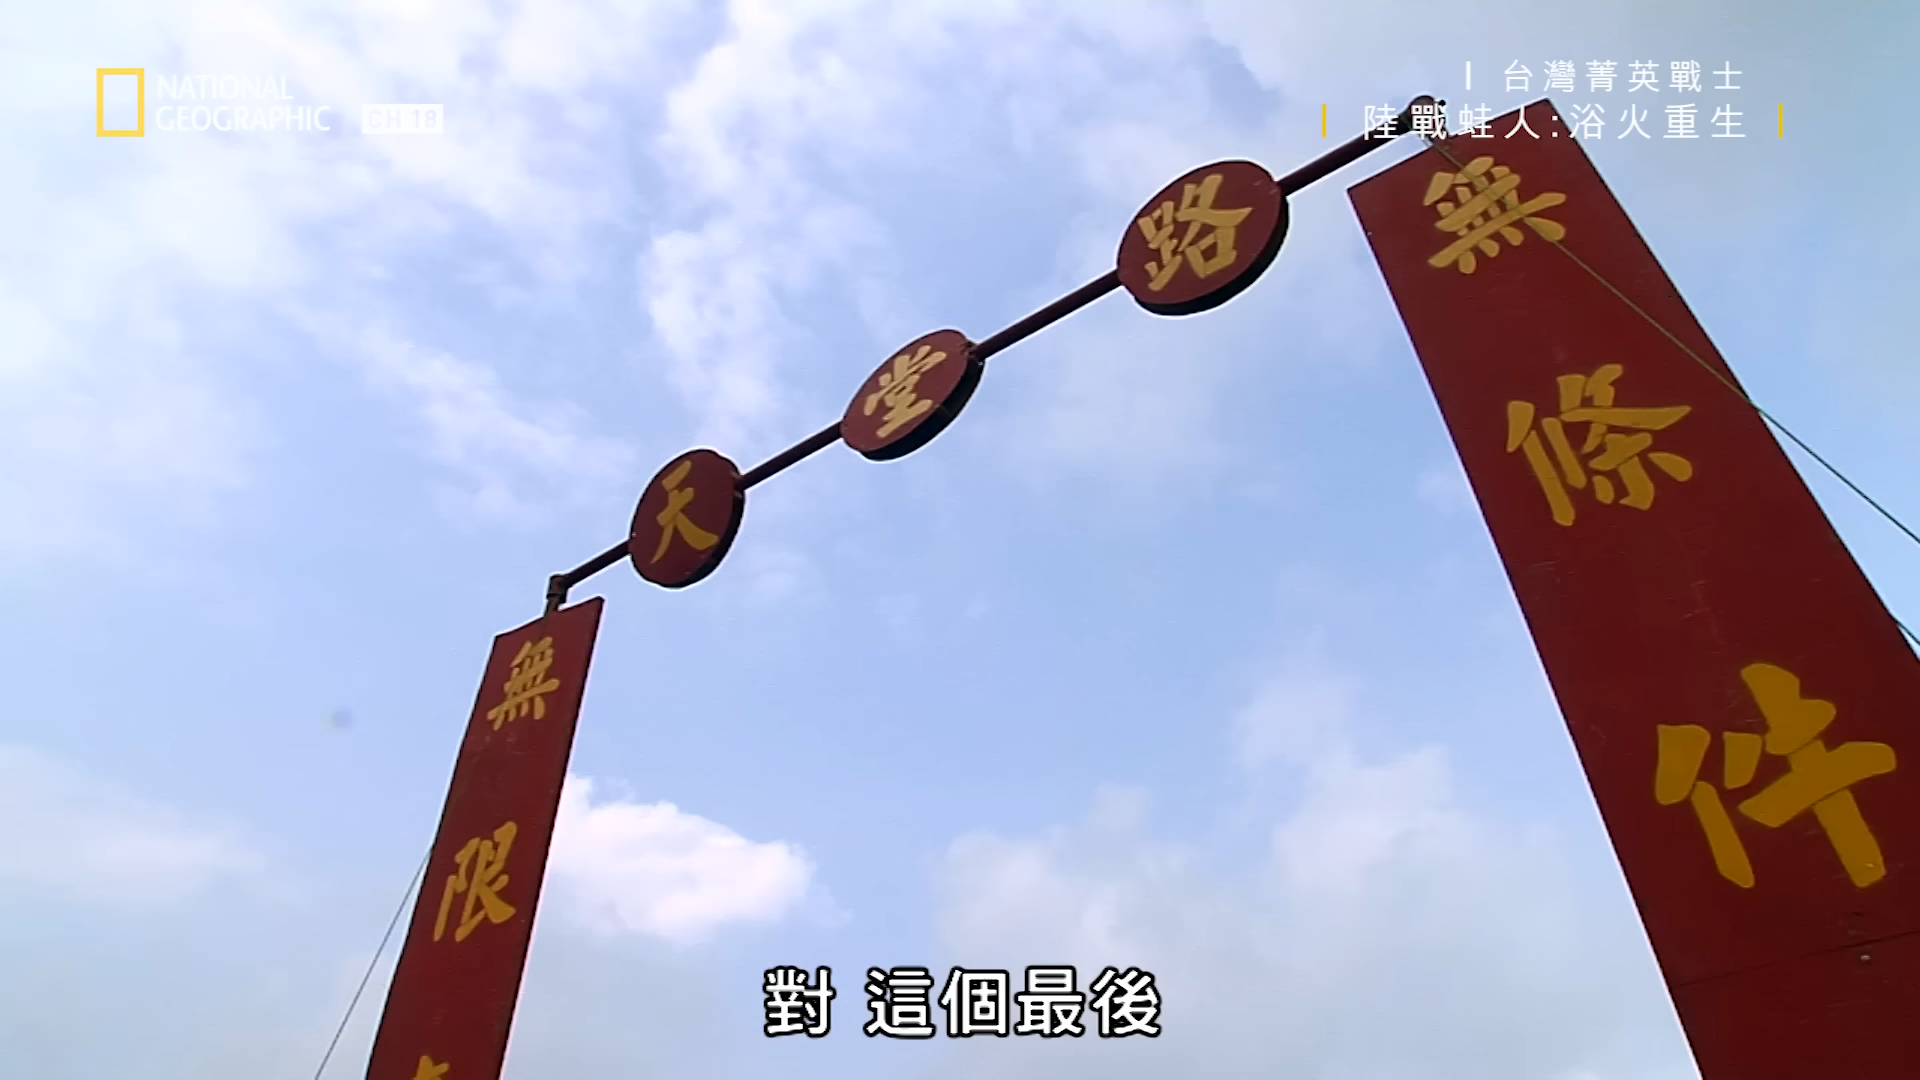 NATIONAL
GEOGRAPHIC CH 18
台灣菁英戰士
陸戰蛙人:浴火重生
天堂路
無條件
無限
對 這個最後